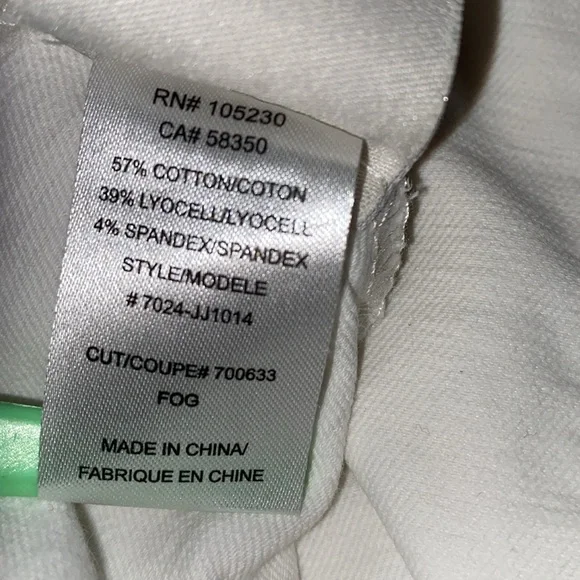 RN# 105230
CA# 58350
57% COTTON/COTON
39% LYOCELL/LYOCELL
4% SPANDEX/SPANDEX
STYLE/MODELE
# 7024-JJ1014
CUT/COUPE# 700633
FOG
MADE IN CHINA/
FABRIQUE EN CHINE